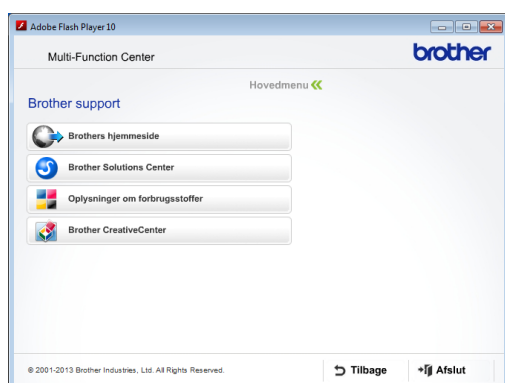 Adobe Flash Player 10
Multi-Function Center
brother
Hovedmenu
Brother support
Brothers hjemmeside
Brother Solutions Center
Oplysninger om forbrugsstoffer
Brother CreativeCenter
© 2001-2013 Brother Industries, Ltd. All Rights Reserved.
Tilbage
Afslut